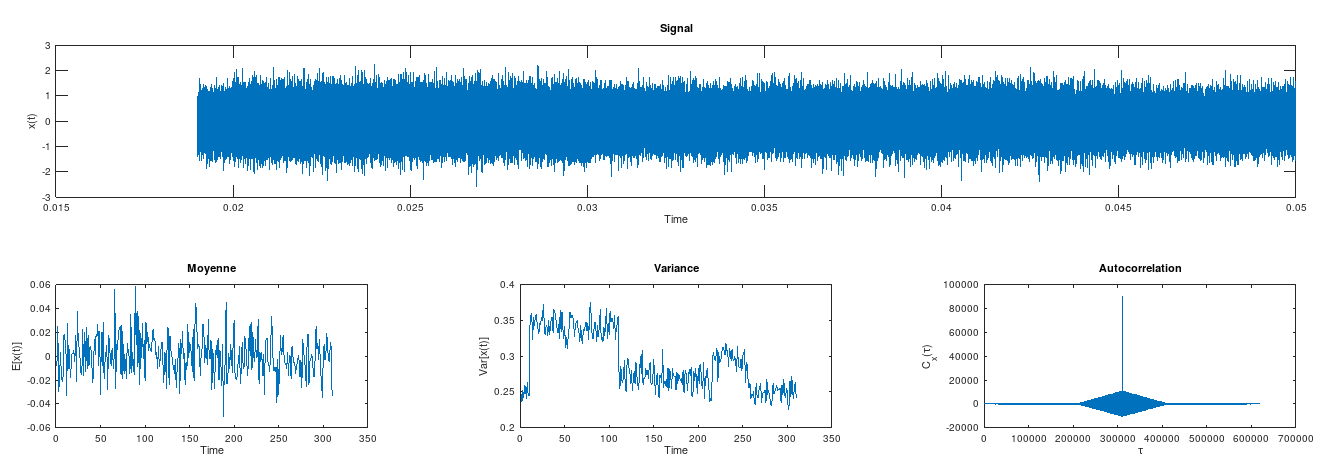 Signal
3
2
1
0
-1
-2
-3
x(t)
0.015 0.02 0.025 0.03 0.035 0.04 0.045 0.05
Time
Moyenne
0.06
0.04
0.02
0
-0.02
-0.04
-0.06
E[x(t)]
0 50 100 150 200 250 300 350
Time
Variance
0.4
0.35
0.3
0.25
0.2
Var[x(t)]
0 50 100 150 200 250 300 350
Time
Autocorrelation
100000
80000
60000
40000
20000
0
-20000
Cx(τ)
0 100000 200000 300000 400000 500000 600000 700000
τ